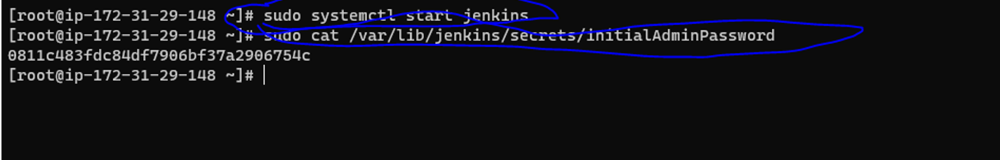 [root@ip-172-31-29-148 ~]# sudo systemctl start jenkins
[root@ip-172-31-29-148 ~]# sudo cat /var/lib/jenkins/secrets/initialAdminPassword
0811c483fdc84df7906bf37a2906754c
[root@ip-172-31-29-148 ~]#